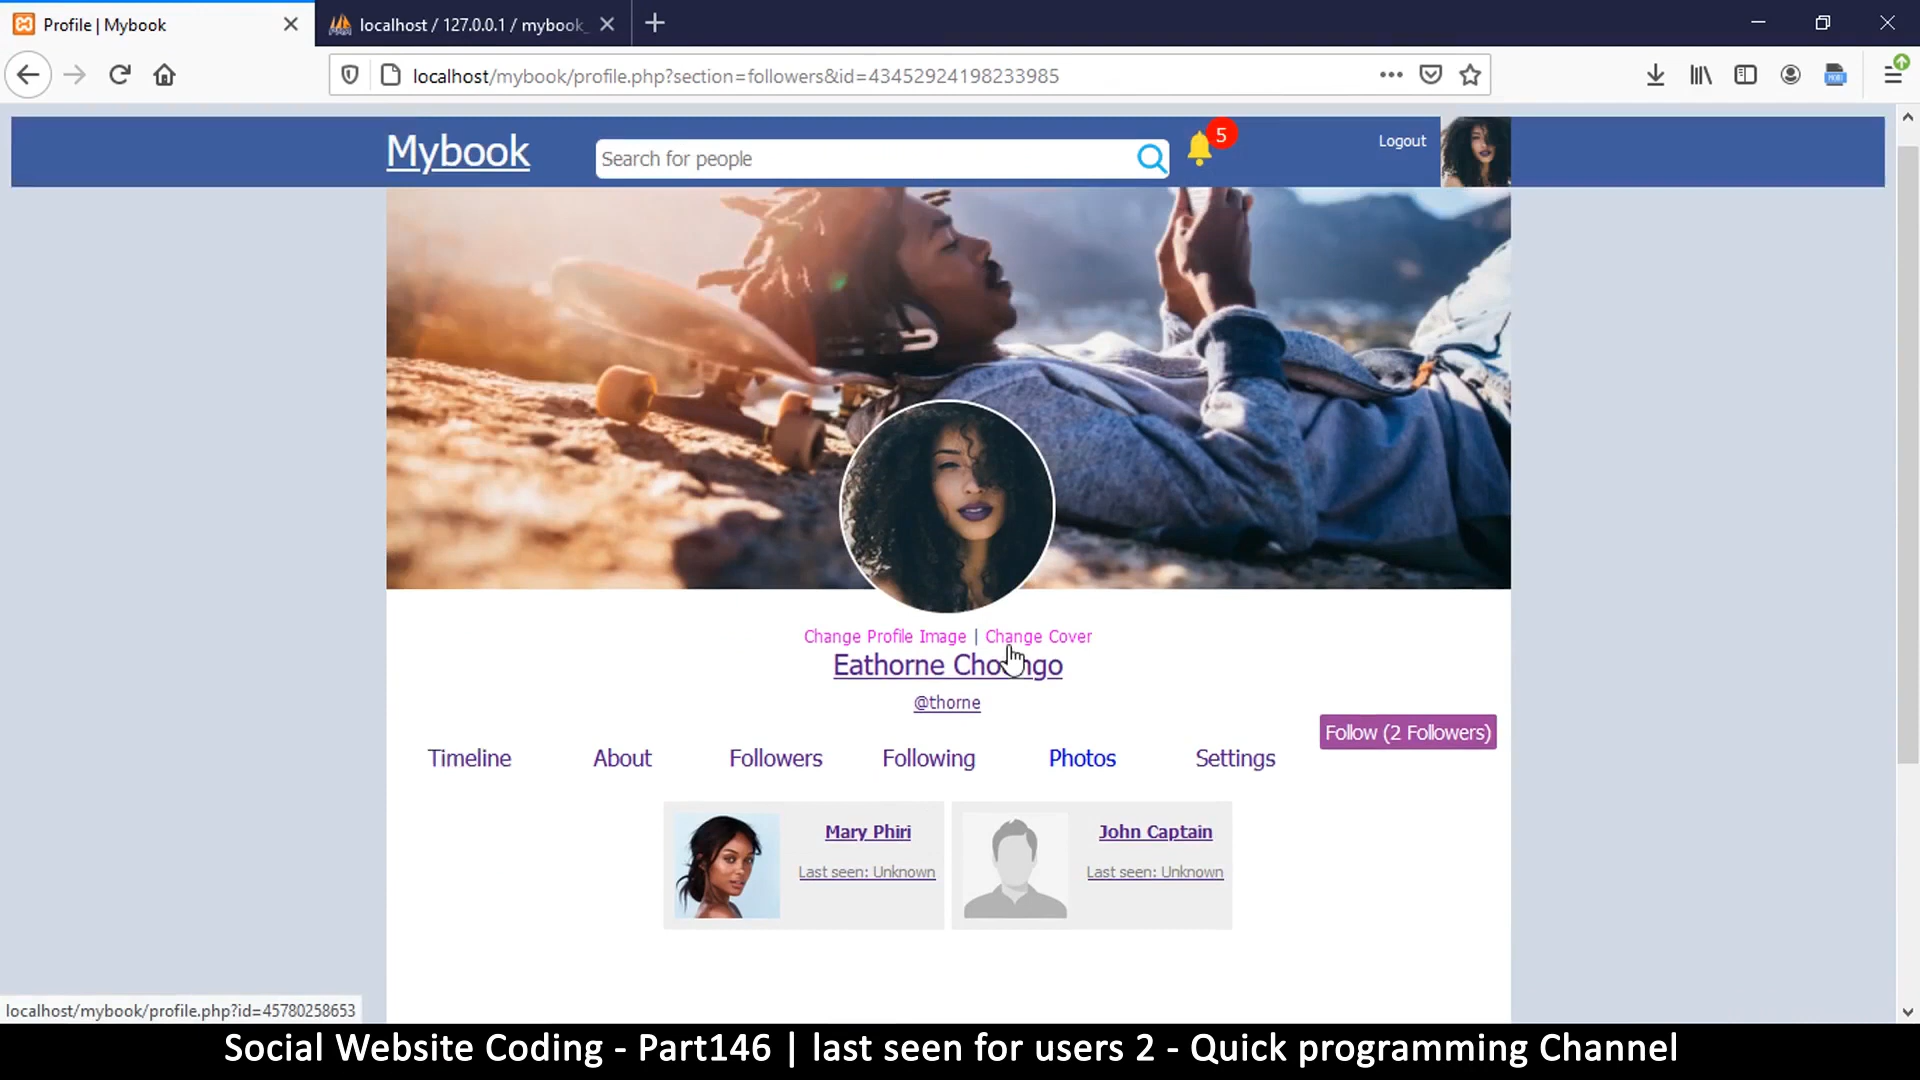 Profile | Mybook
localhost / 127.0.0.1 / mybook_
localhost/mybook/profile.php?section=followers&id=43452924198233985
Mybook
Search for people
5
Logout
Change Profile Image | Change Cover
Eathorne
@thorne
Follow (2 Followers)
Timeline About Followers Following Photos Settings
Mary Phiri
Last seen: Unknown
John Captain
Last seen: Unknown
localhost/mybook/profile.php?id=45780258653
Social Website Coding - Part146 | last seen for users 2 - Quick programming Channel